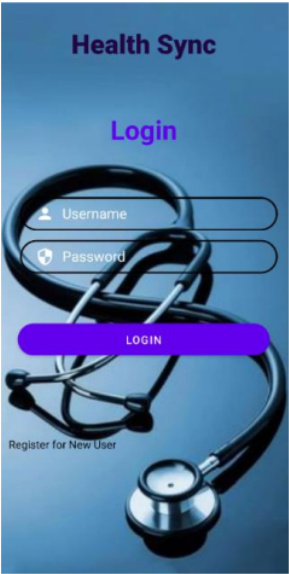 Health Sync
Login
Username
Password
LOGIN
Register for New User